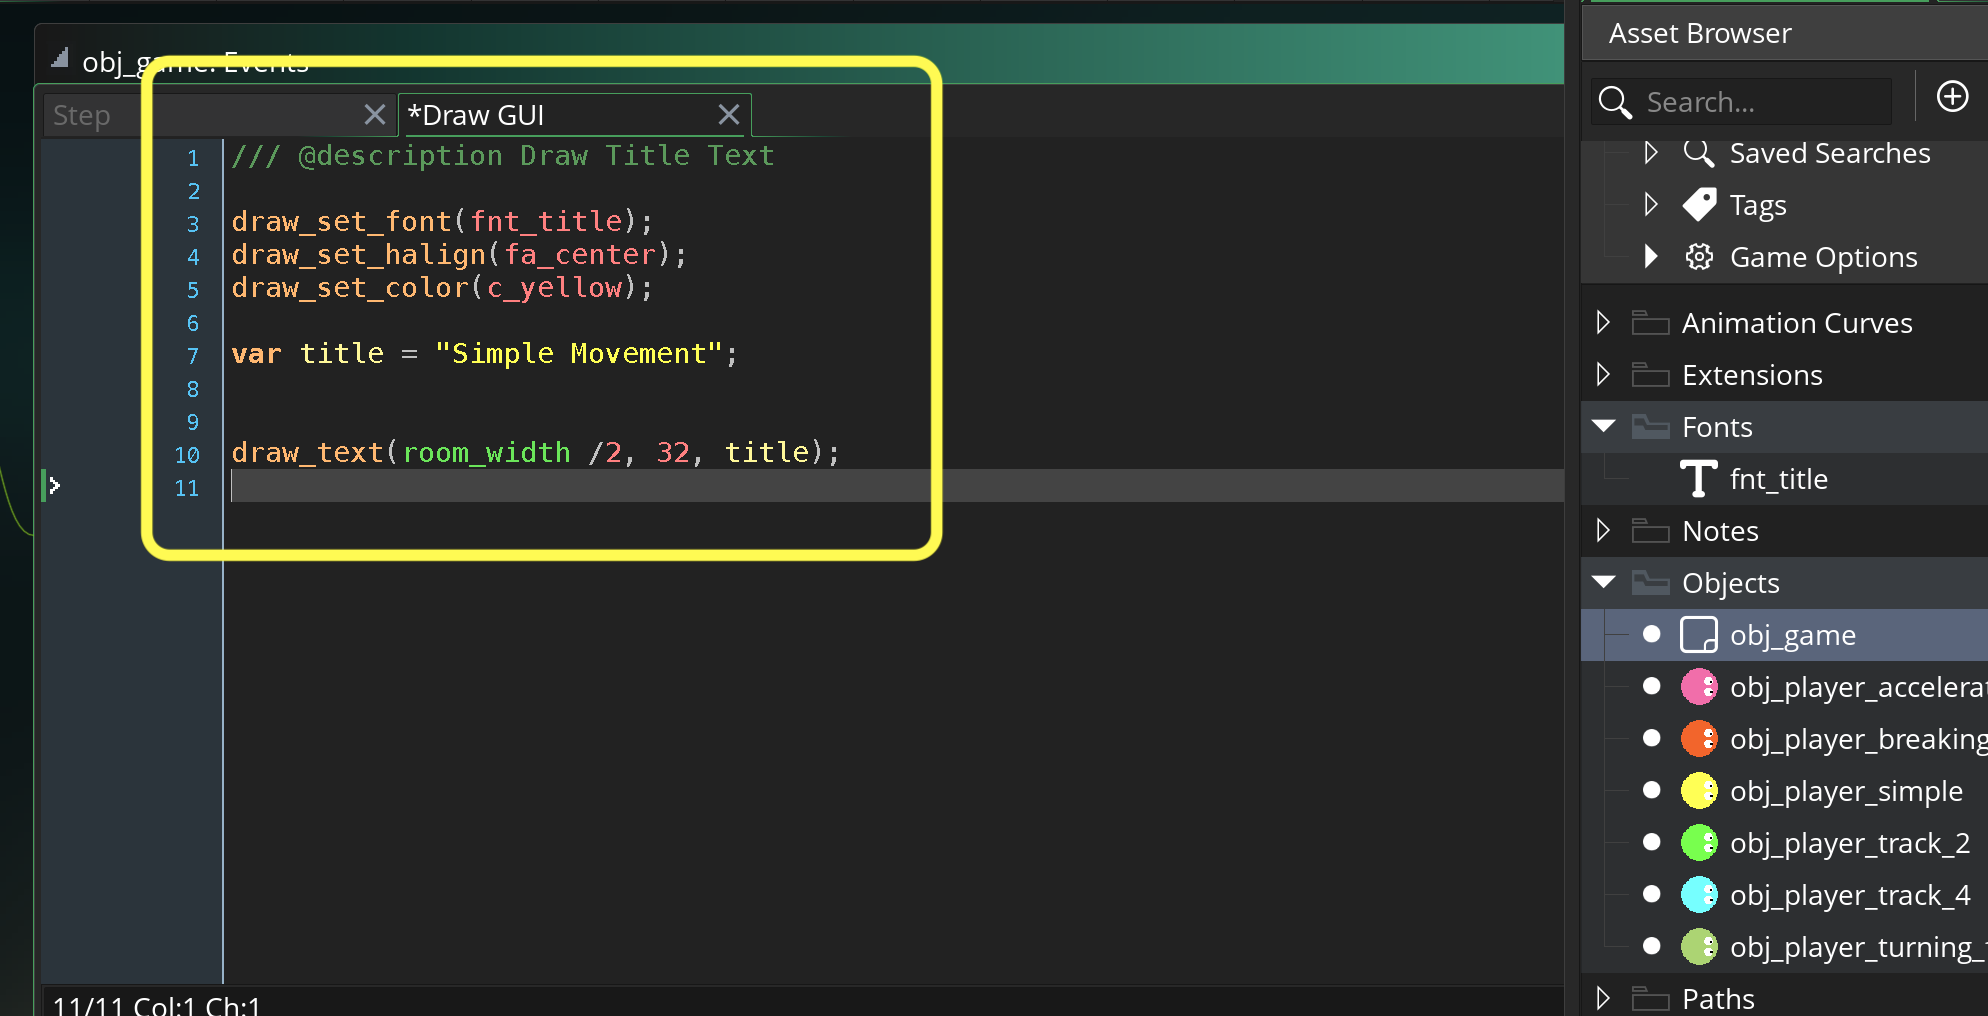 obj_game: Events
Step
*Draw GUI
1 /// @description Draw Title Text
2
3 draw_set_font(fnt_title);
4 draw_set_halign(fa_center);
5 draw_set_color(c_yellow);
6
7 var title = "Simple Movement";
8
9
10 draw_text(room_width /2, 32, title);
11
11/11 Col:1 Ch:1
Asset Browser
Search...
Saved Searches
Tags
Game Options
Animation Curves
Extensions
Fonts
fnt_title
Notes
Objects
obj_game
obj_player_accelera
obj_player_breaking
obj_player_simple
obj_player_track_2
obj_player_track_4
obj_player_turning_
Paths